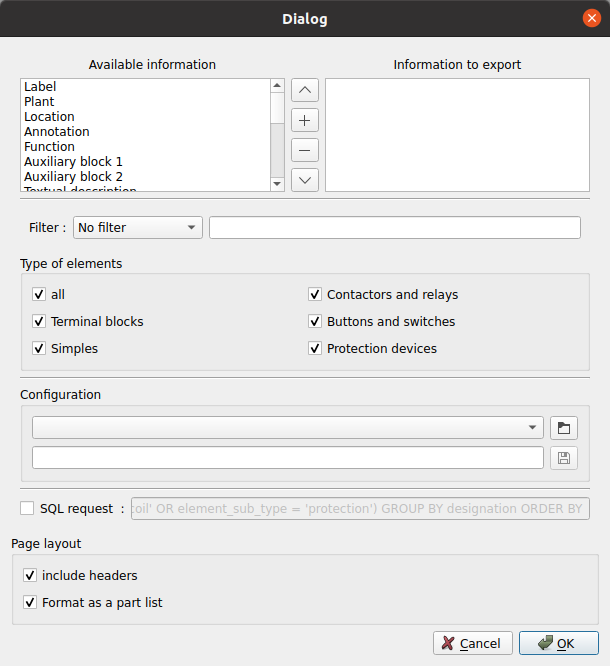 Dialog
Available information
Information to export
Label
Plant
Location
Annotation
Function
Auxiliary block 1
Auxiliary block 2
Textual description
Filter :
No filter
Type of elements
all
Contactors and relays
Terminal blocks
Buttons and switches
Simples
Protection devices
Configuration
SQL request :
coil' OR element_sub_type = 'protection') GROUP BY designation ORDER BY
Page layout
include headers
Format as a part list
Cancel
OK